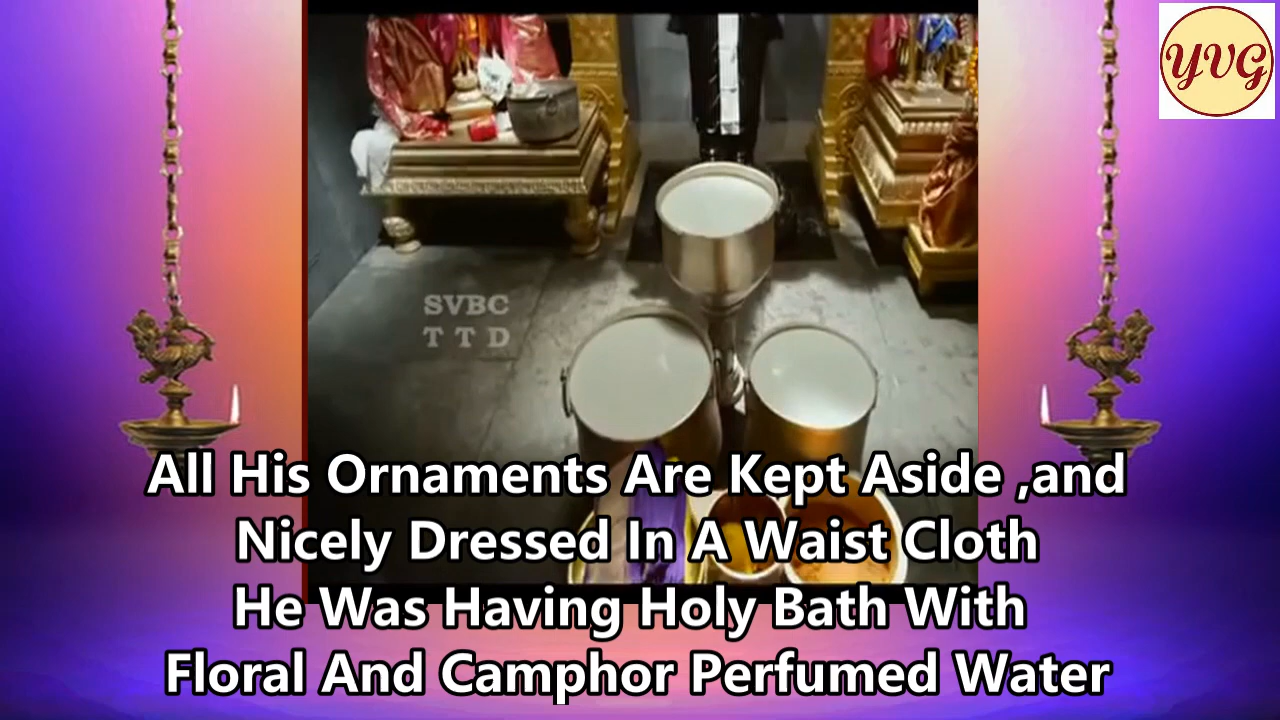 YVG
SVBC
TTD
All His Ornaments Are Kept Aside ,and
Nicely Dressed In A Waist Cloth
He Was Having Holy Bath With
Floral And Camphor Perfumed Water